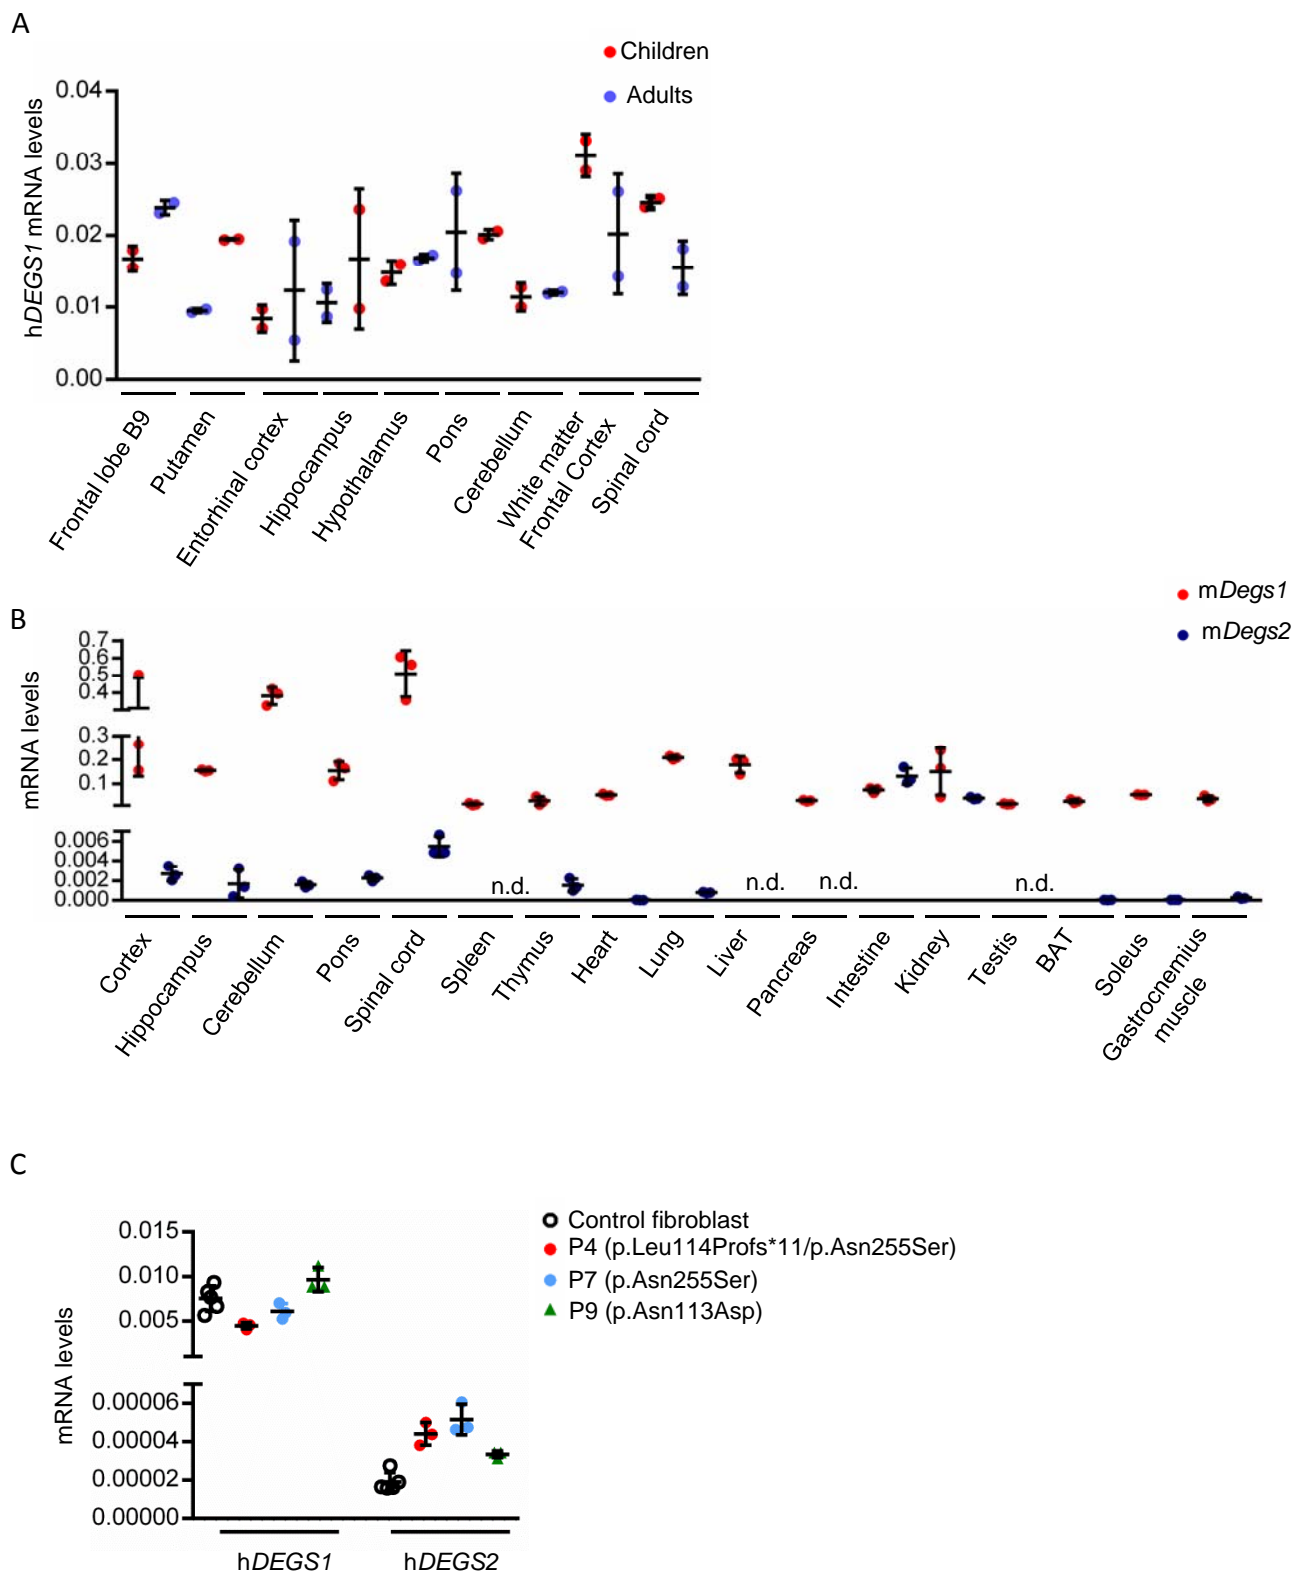 A
Children
Adults
hDEGS1 mRNA levels
0.04
0.03
0.02
0.01
0.00
Frontal lobe B9
Putamen
Entorhinal cortex
Hippocampus
Hypothalamus
Pons
Cerebellum
White matter
Frontal Cortex
Spinal cord
B
mDegs1
mDegs2
mRNA levels
0.7
0.6
0.5
0.4
0.3
0.2
0.1
0.006
0.004
0.002
0.000
n.d.
n.d.
n.d.
n.d.
Cortex
Hippocampus
Cerebellum
Pons
Spinal cord
Spleen
Thymus
Heart
Lung
Liver
Pancreas
Intestine
Kidney
Testis
BAT
Soleus
Gastrocnemius
muscle
C
Control fibroblast
P4 (p.Leu114Profs*11/p.Asn255Ser)
P7 (p.Asn255Ser)
P9 (p.Asn113Asp)
mRNA levels
0.015
0.010
0.005
0.00006
0.00004
0.00002
0.00000
hDEGS1
hDEGS2